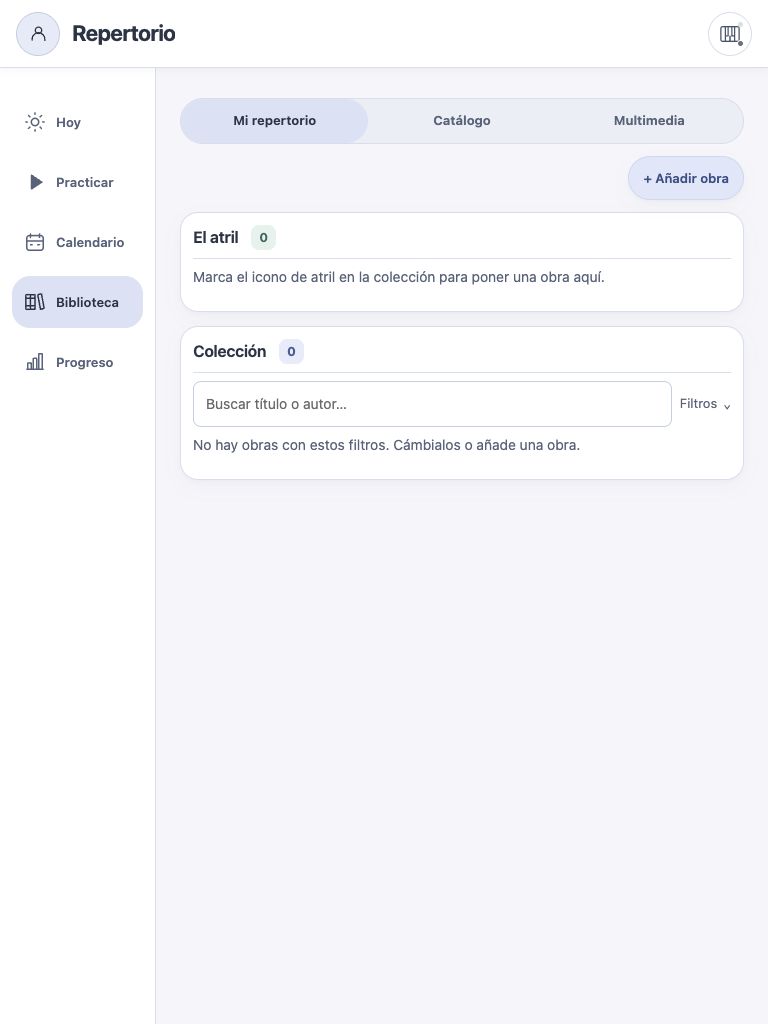 Repertorio
Hoy
Practicar
Calendario
Biblioteca
Progreso
Mi repertorio
Catálogo
Multimedia
+ Añadir obra
El atril 0
Marca el icono de atril en la colección para poner una obra aquí.
Colección 0
Buscar título o autor...
Filtros
No hay obras con estos filtros. Cámbialos o añade una obra.